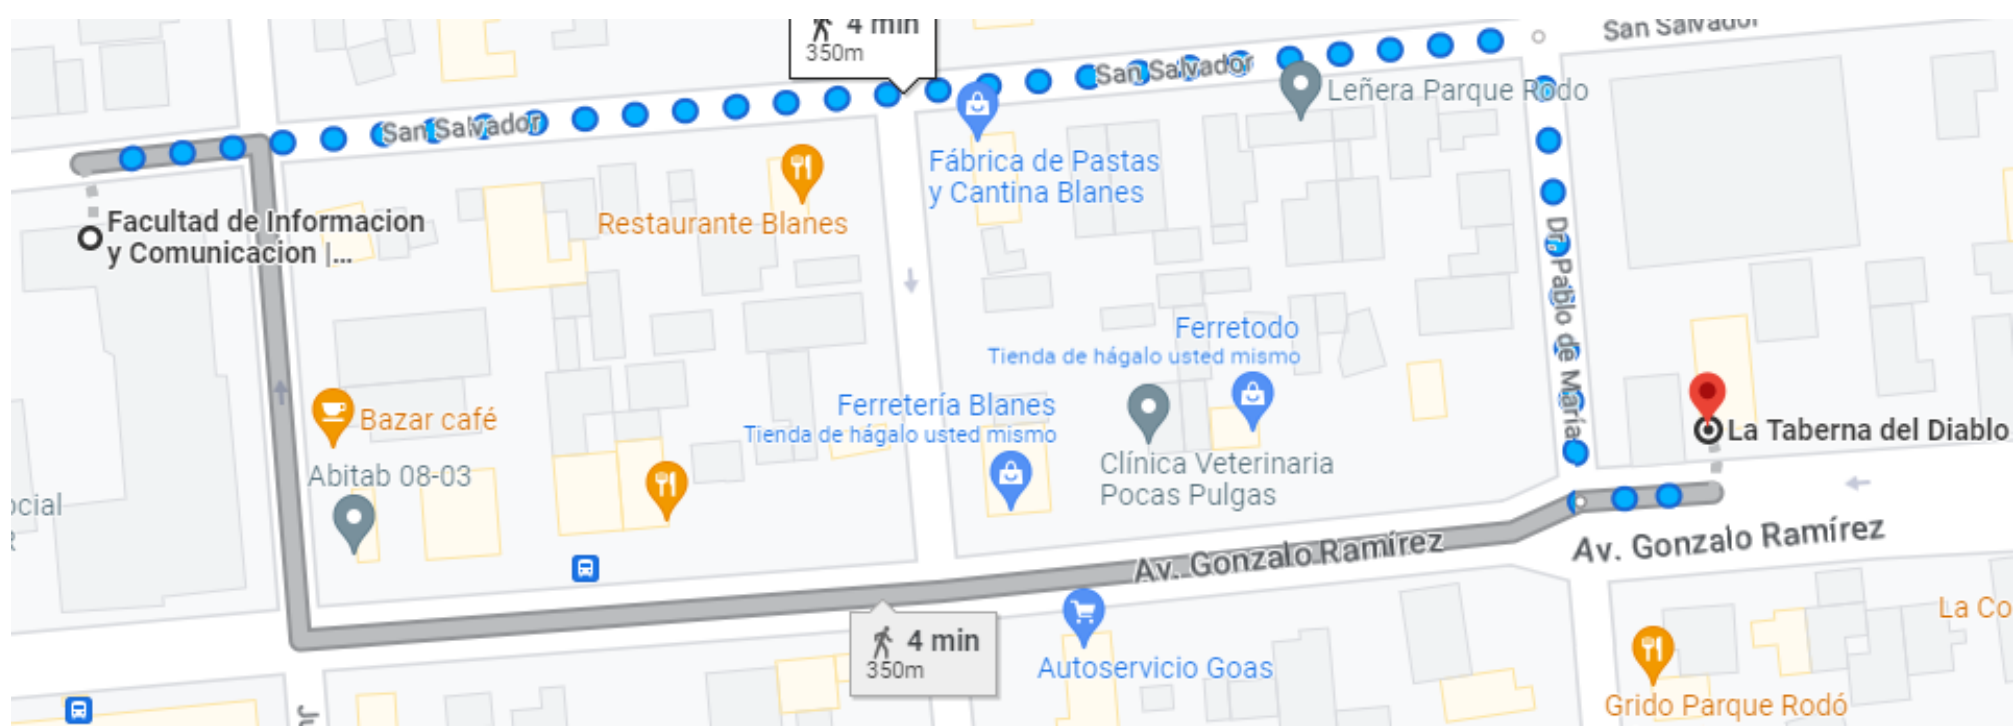 4 min
350m
San Salvador
San Salvador
San Salvador
Leñera Parque Rodo
Fábrica de Pastas
y Cantina Blanes
Restaurante Blanes
Facultad de Informacion
y Comunicacion |...
Dr. Pablo de María
Ferretodo
Tienda de hágalo usted mismo
Ferretería Blanes
Tienda de hágalo usted mismo
Bazar café
La Taberna del Diablo
Clínica Veterinaria
Pocas Pulgas
Abitab 08-03
ocial
Av. Gonzalo Ramírez
Av. Gonzalo Ramírez
4 min
350m
Autoservicio Goas
La Co
Grido Parque Rodó